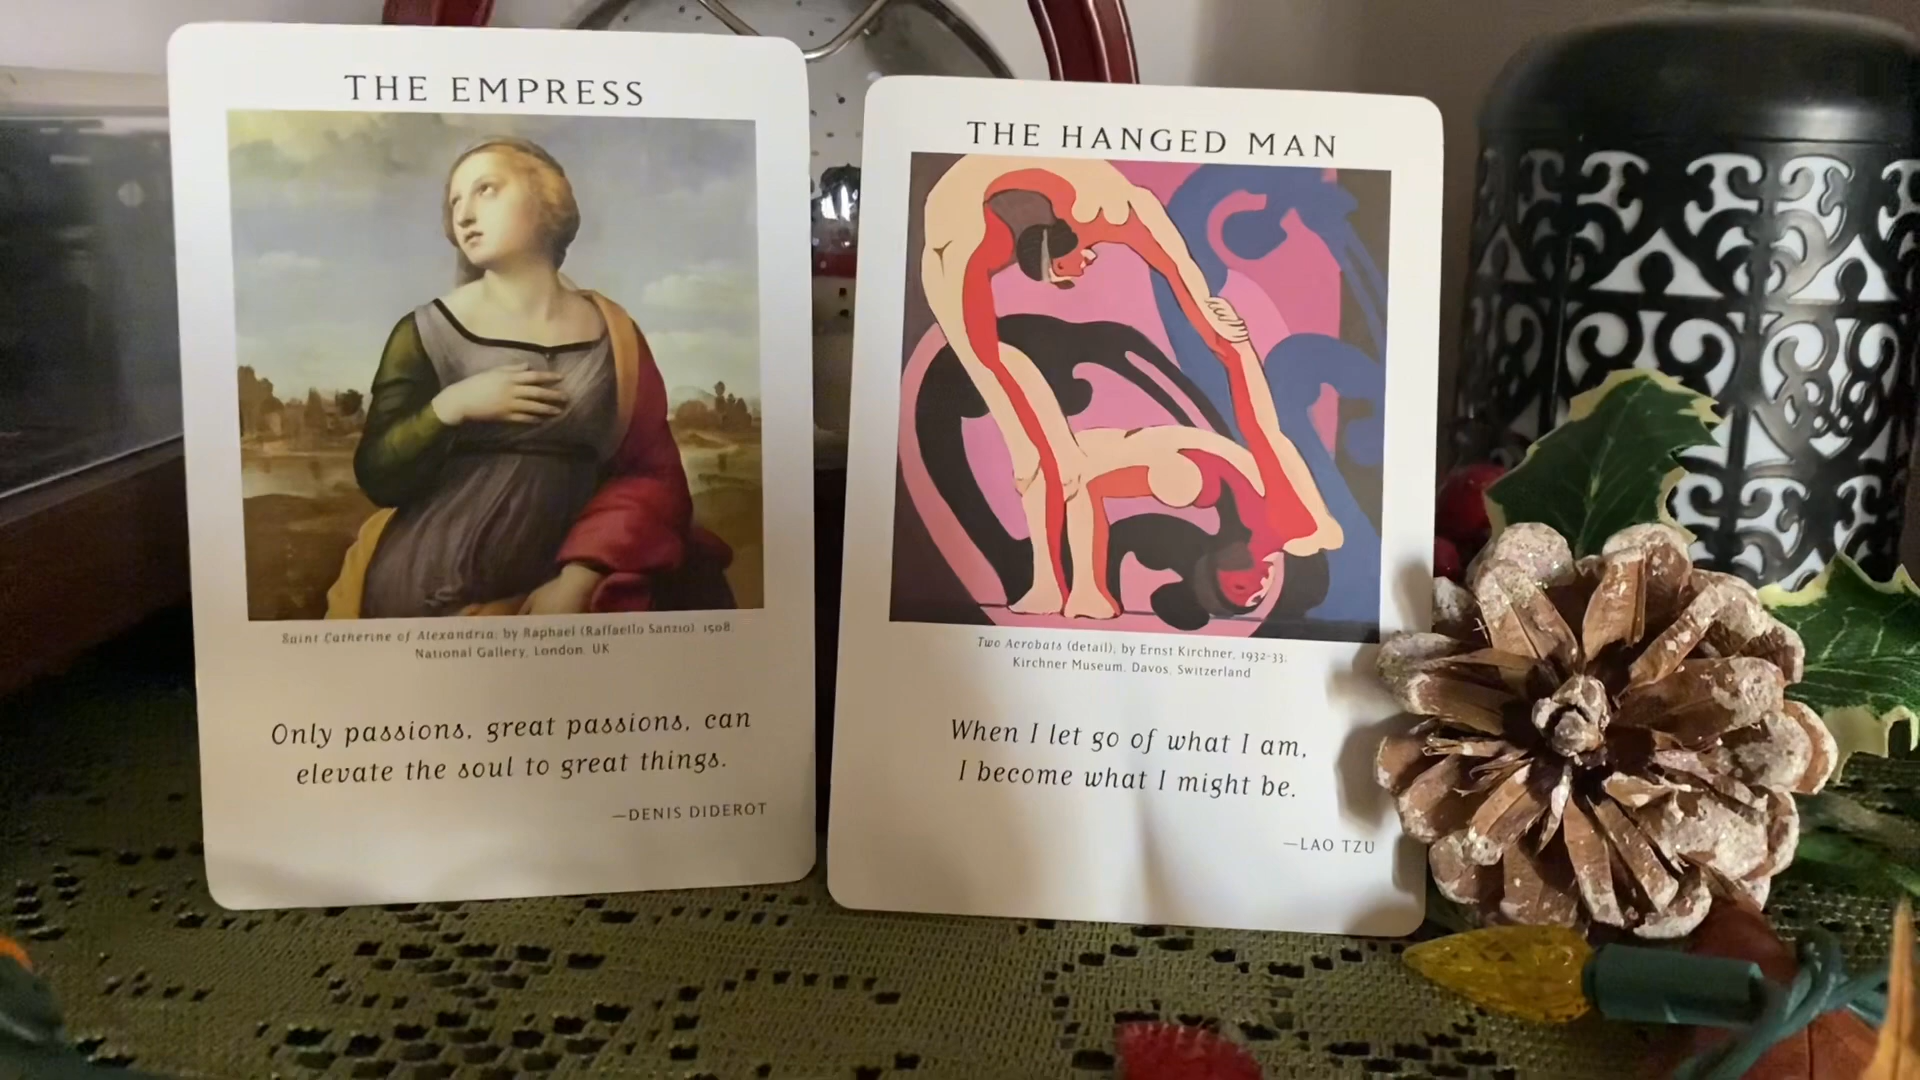 THE EMPRESS
Saint Catherine of Alexandria, by Raphael (Raffaello Sanzio), 1508.
National Gallery, London, UK
Only passions, great passions, can
elevate the soul to great things.
—DENIS DIDEROT
THE HANGED MAN
Two Acrobats (detail), by Ernst Kirchner, 1932-33.
Kirchner Museum, Davos, Switzerland
When I let go of what I am,
I become what I might be.
—LAO TZU